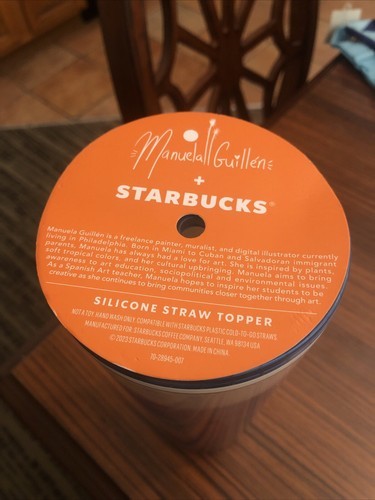 Manuela Guillén
+
STARBUCKS®
Manuela Guillén is a freelance painter, muralist, and digital illustrator currently
living in Philadelphia. Born in Miami to Cuban and Salvadoran immigrant
parents, Manuela has always had a love for art. She is inspired by plants,
soft tropical colors, and her cultural upbringing. Manuela aims to bring
awareness to art education, sociopolitical and environmental issues.
As a Spanish Art teacher, Manuela hopes to inspire her students to be
creative as she continues to bring communities closer together through art.
SILICONE STRAW TOPPER
NOT A TOY. HAND WASH ONLY. COMPATIBLE WITH STARBUCKS PLASTIC COLD-TO-GO STRAWS.
MANUFACTURED FOR STARBUCKS COFFEE COMPANY, SEATTLE, WA 98134 USA
© 2023 STARBUCKS CORPORATION. MADE IN CHINA.